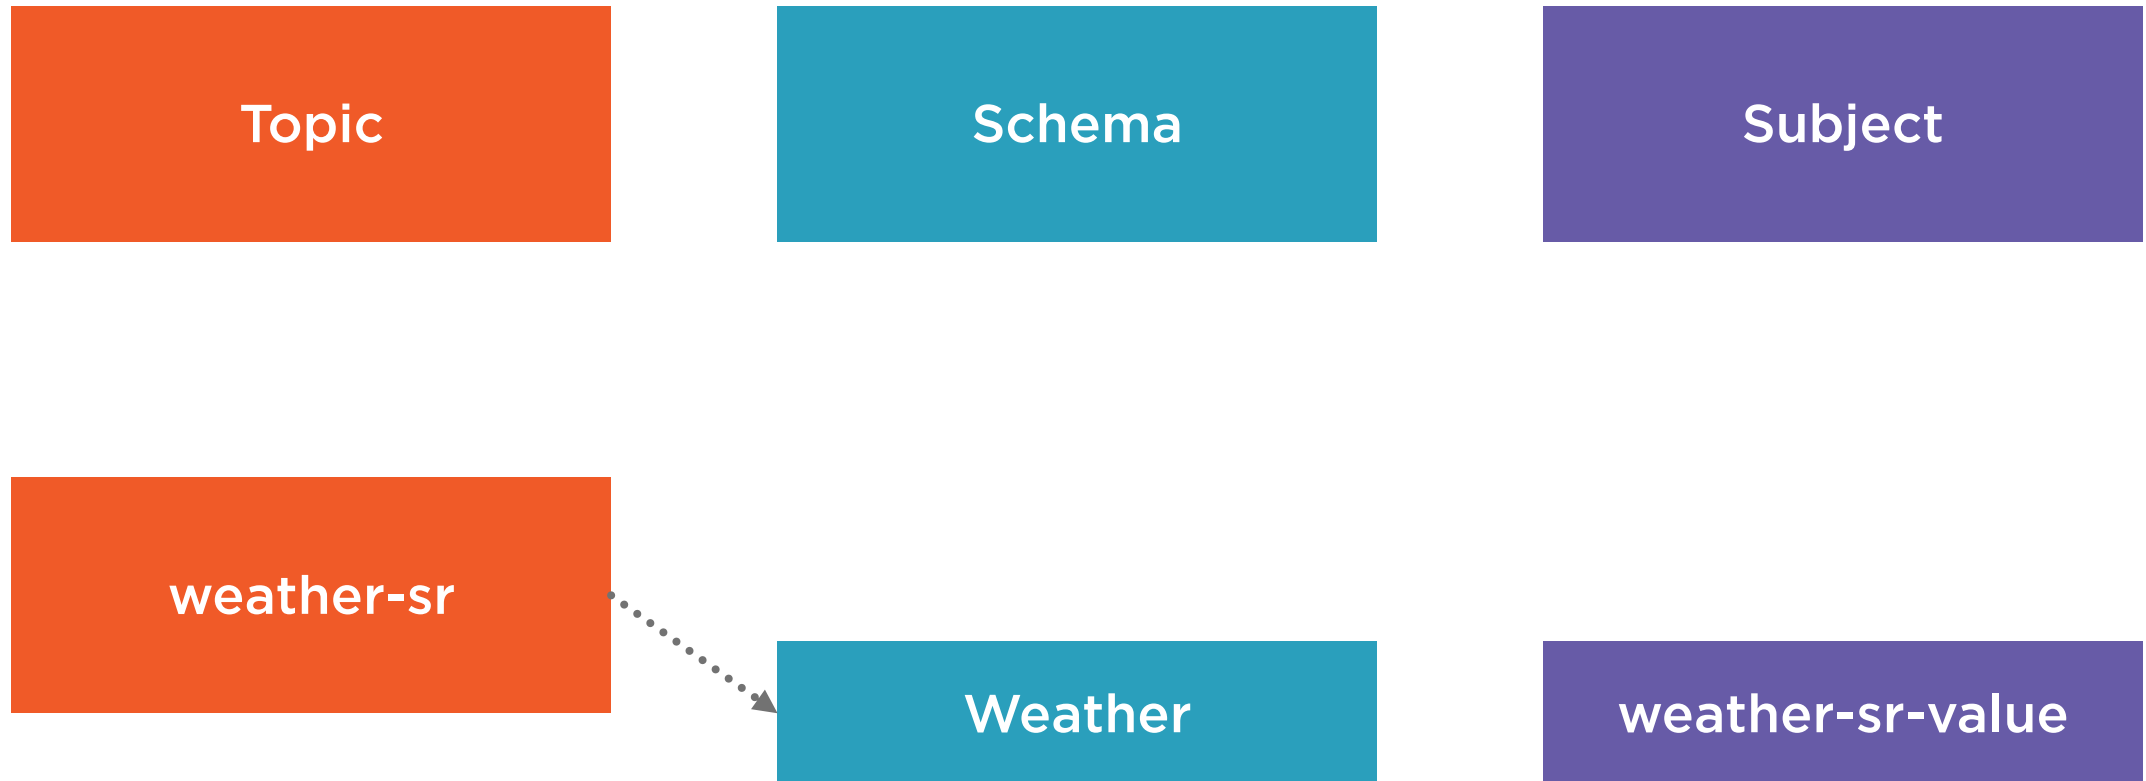 Topic
Schema
Subject
weather-sr
Weather
weather-sr-value